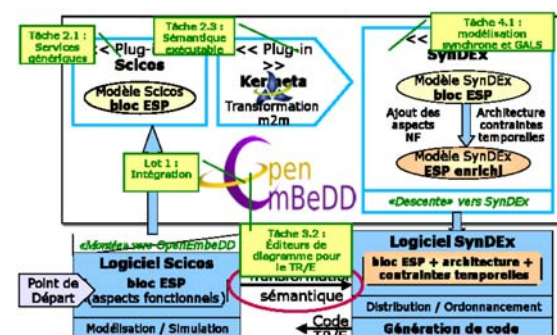 Tâche 2.1 :
Services
génériques
Tâche 2.3 :
Sémantique
exécutable
Tâche 4.1 :
modélisation
synchrone et GALS
<< Plug-
Scicos
Modèle Scicos
bloc ESP
<< Plug-in
>>
Kermeta
Transformation
m2m
<<
SynDEx
Modèle SynDEx
bloc ESP
Ajout des
aspects
NF
Architecture
contraintes
temporelles
Modèle SynDEx
ESP enrichi
«Descente» vers SynDEx
Lot 1 :
Intégration
Open
EmBeDD
Tâche 3.2 :
Éditeurs de
diagramme pour
le TR/E
«Montée» vers OpenEmBeDD
Point de
Départ
Logiciel Scicos
bloc ESP
(aspects fonctionnels)
Modélisation / Simulation
sémantique
Code
TR/E
Logiciel SynDEx
bloc ESP + architecture +
contraintes temporelles
Distribution / Ordonnancement
Génération de code